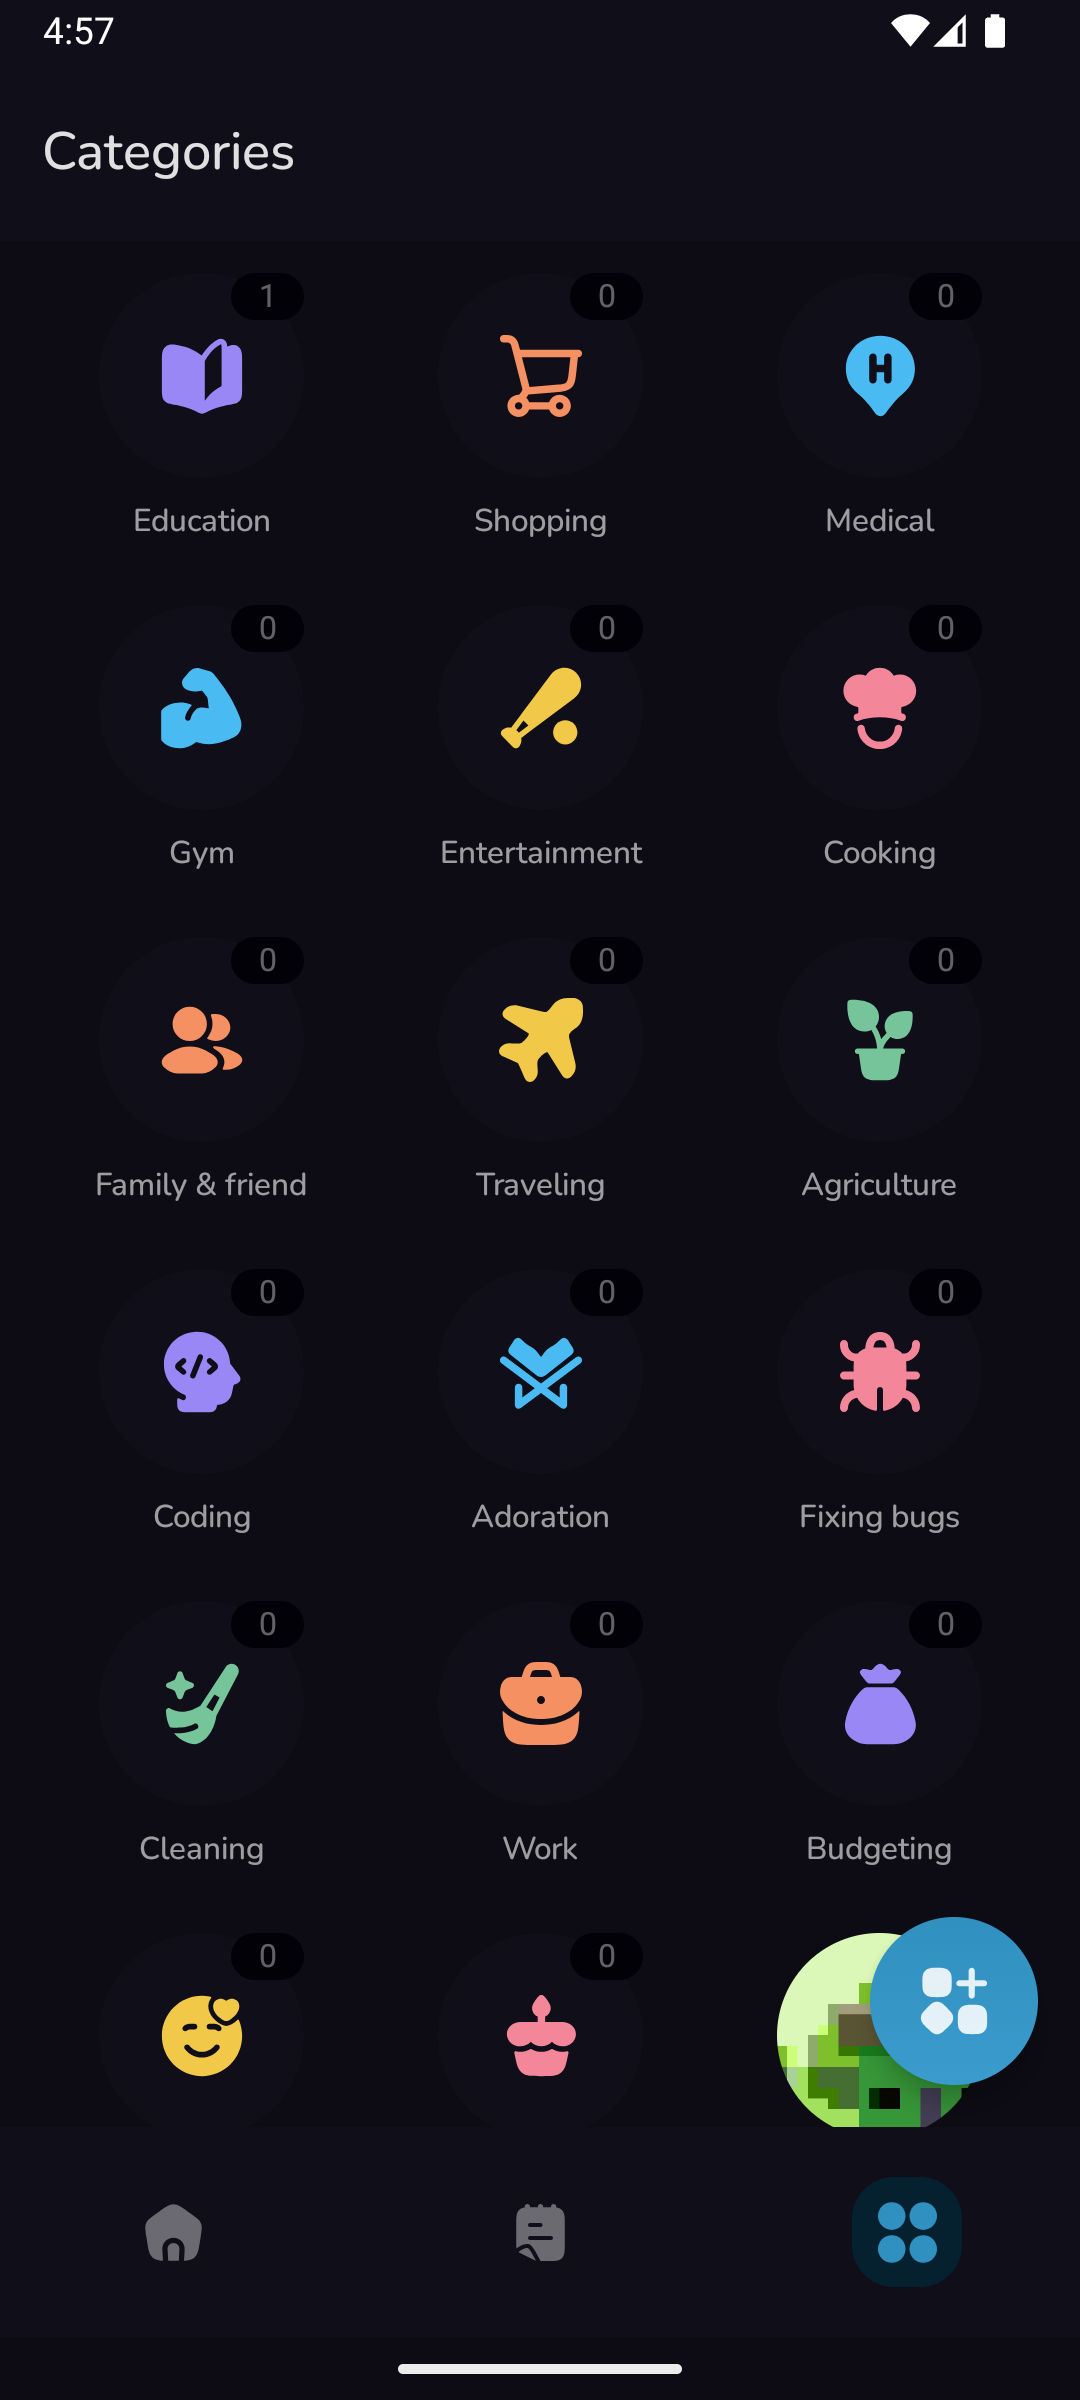 4:57
Categories
1
0
0
Education
Shopping
Medical
0
0
0
Gym
Entertainment
Cooking
0
0
0
Family & friend
Traveling
Agriculture
0
0
0
Coding
Adoration
Fixing bugs
0
0
0
Cleaning
Work
Budgeting
0
0